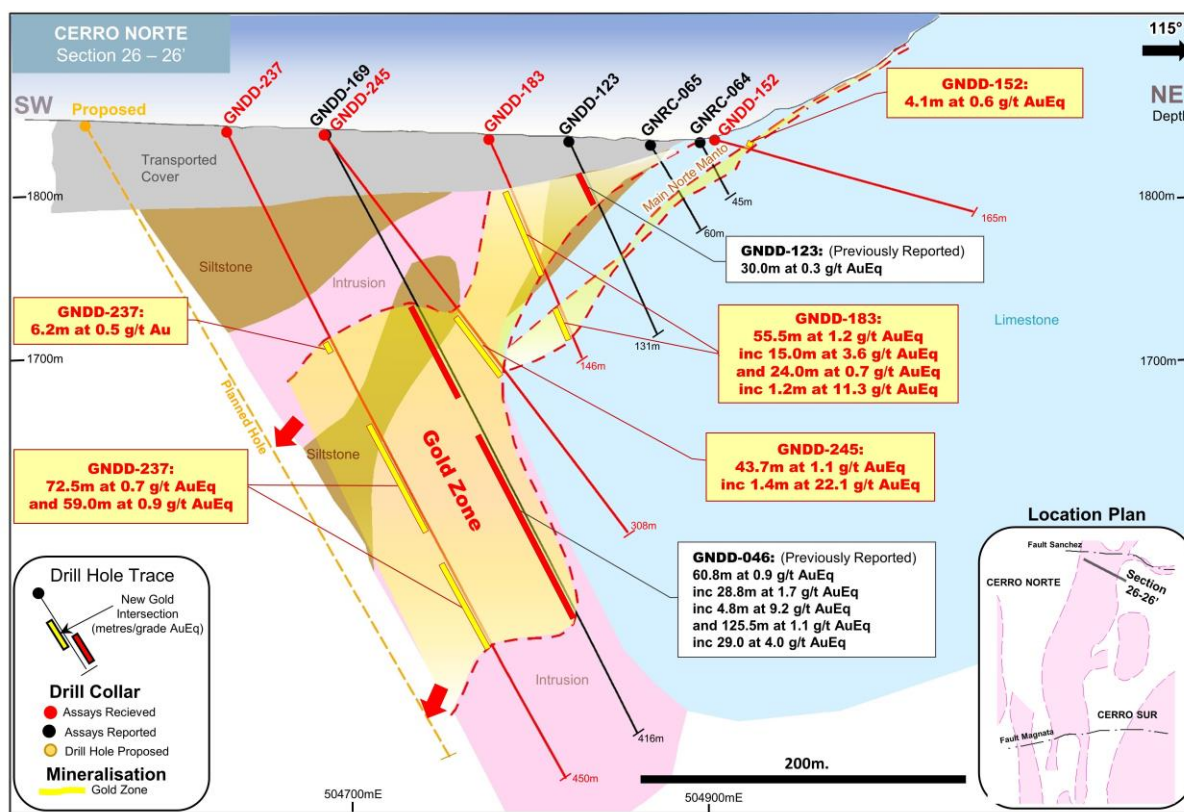 CERRO NORTE
Section 26 – 26'
SW
Proposed
GNDD-237
GNDD-169
GNDD-245
GNDD-183
GNDD-123
GNRC-065
GNRC-064
GNDD-152
115°
NE
Depth
GNDD-152:
4.1m at 0.6 g/t AuEq
Transported
Cover
Main Norte Manto
1800m
1800m
45m
165m
60m
GNDD-123: (Previously Reported)
30.0m at 0.3 g/t AuEq
Siltstone
Intrusion
GNDD-237:
6.2m at 0.5 g/t Au
GNDD-183:
55.5m at 1.2 g/t AuEq
inc 15.0m at 3.6 g/t AuEq
and 24.0m at 0.7 g/t AuEq
inc 1.2m at 11.3 g/t AuEq
Limestone
131m
146m
1700m
1700m
Planned Hole
Siltstone
Gold Zone
GNDD-245:
43.7m at 1.1 g/t AuEq
inc 1.4m at 22.1 g/t AuEq
GNDD-237:
72.5m at 0.7 g/t AuEq
and 59.0m at 0.9 g/t AuEq
308m
GNDD-046: (Previously Reported)
60.8m at 0.9 g/t AuEq
inc 28.8m at 1.7 g/t AuEq
inc 4.8m at 9.2 g/t AuEq
and 125.5m at 1.1 g/t AuEq
inc 29.0 at 4.0 g/t AuEq
Intrusion
416m
450m
200m.
504700mE
504900mE
Drill Hole Trace
New Gold
Intersection
(metres/grade AuEq)
Drill Collar
Assays Recieved
Assays Reported
Drill Hole Proposed
Mineralisation
Gold Zone
Location Plan
Fault Sanchez
CERRO NORTE
Section
26-26'
CERRO SUR
Fault Magnata